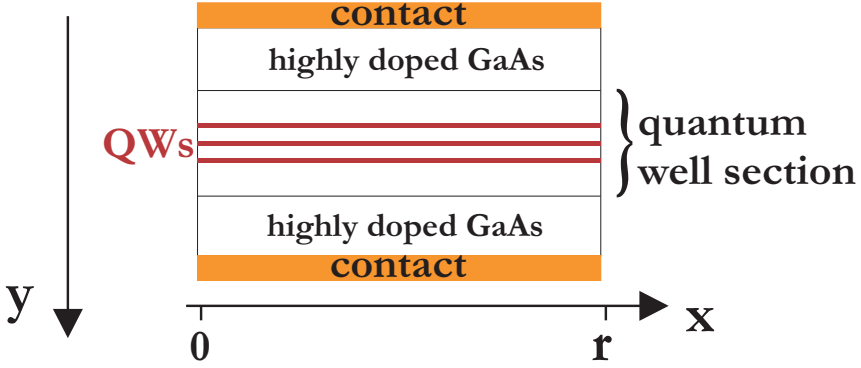 contact
highly doped GaAs
QWs
quantum
well section
highly doped GaAs
contact
y
x
0
r